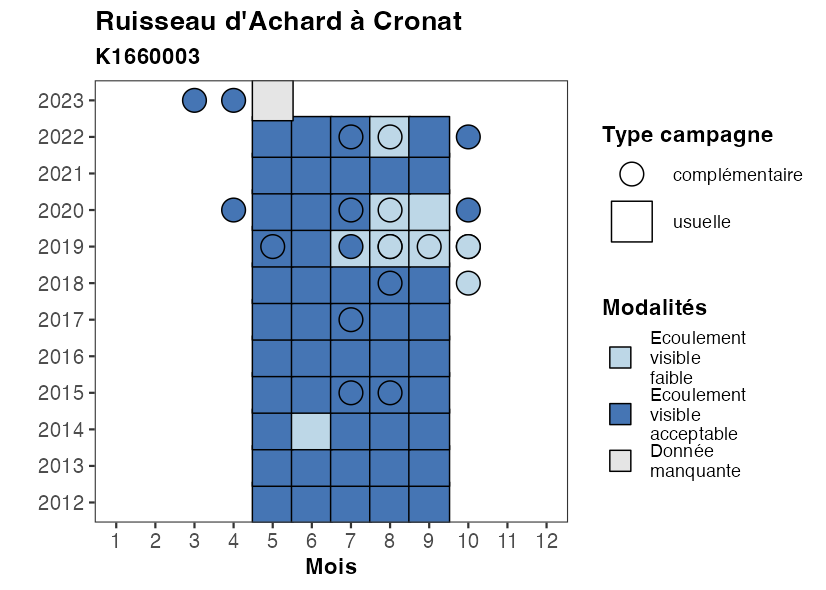 Ruisseau d'Achard à Cronat
K1660003
2023
2022
2021
2020
2019
2018
2017
2016
2015
2014
2013
2012
1 2 3 4 5 6 7 8 9 10 11 12
Mois
Type campagne
complémentaire
usuelle
Modalités
Ecoulement
visible
faible
Ecoulement
visible
acceptable
Donnée
manquante